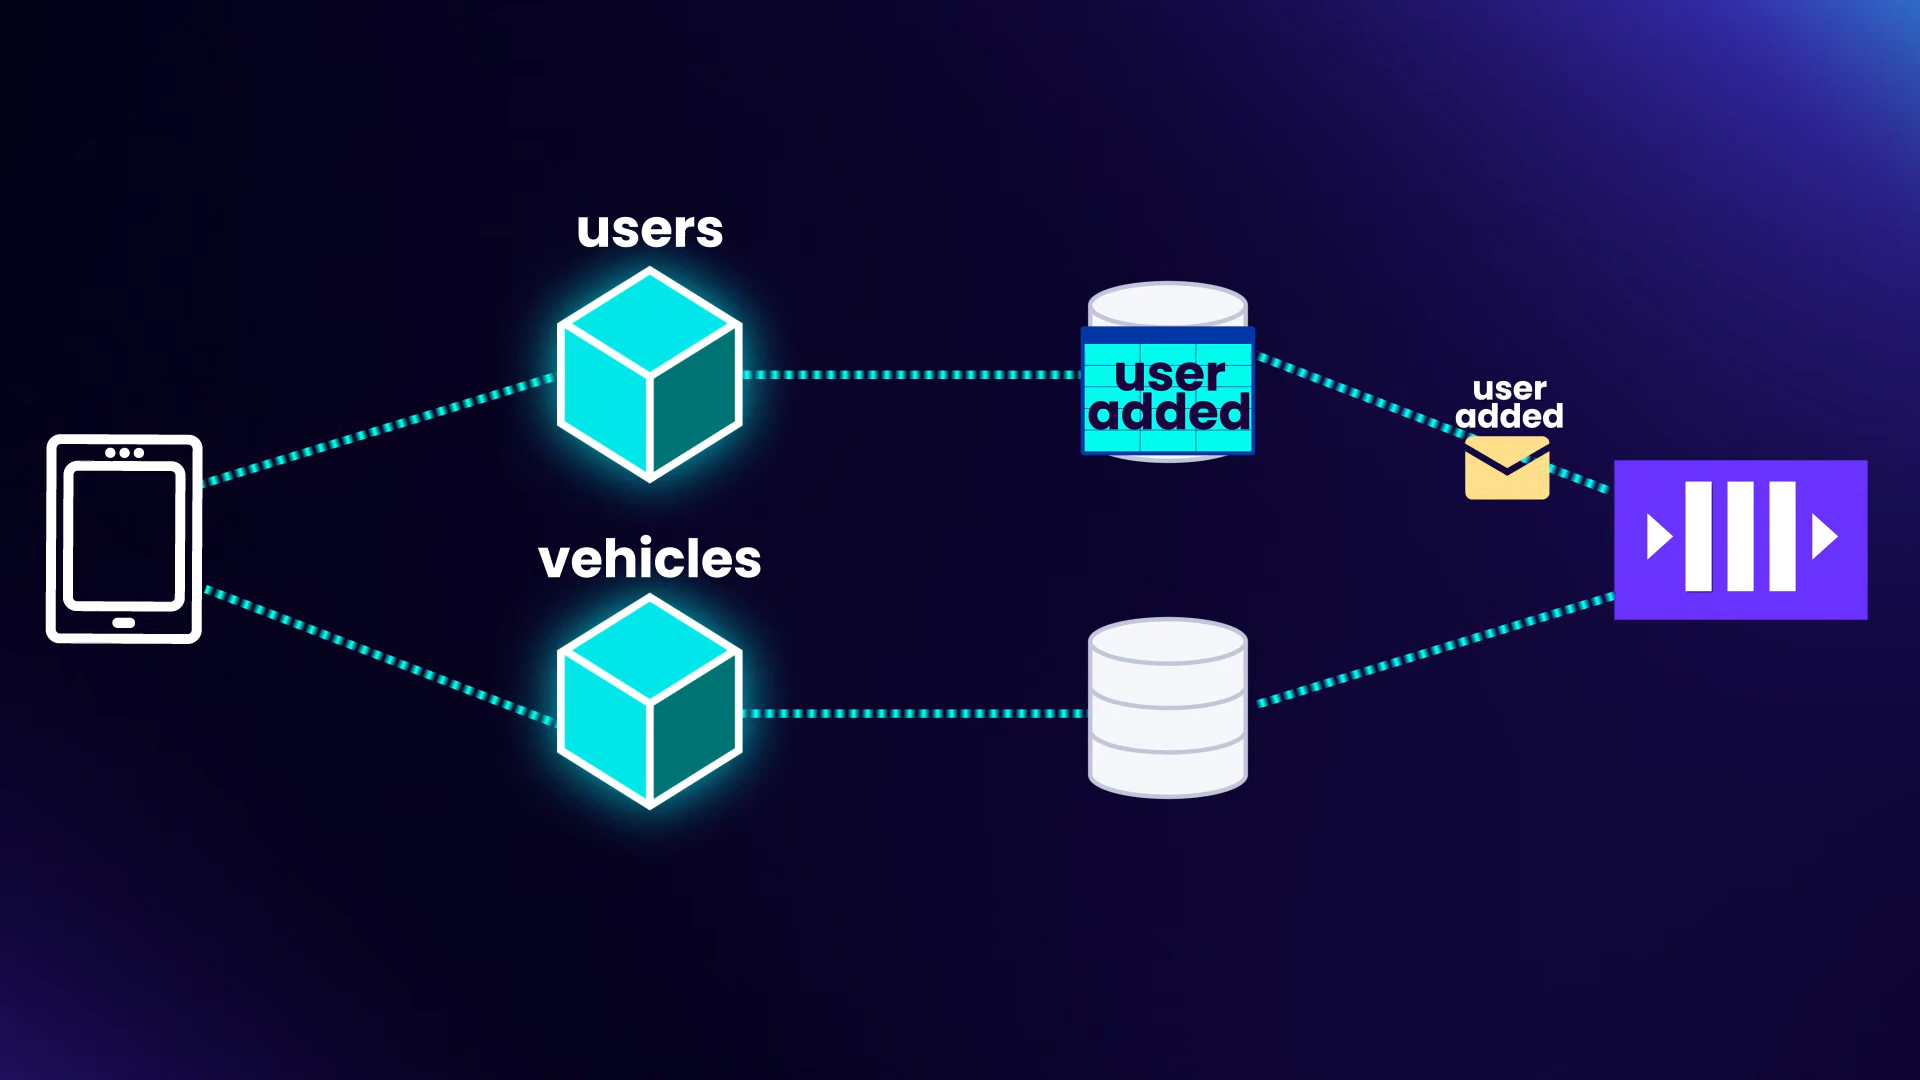 users
user
added
user
added
vehicles